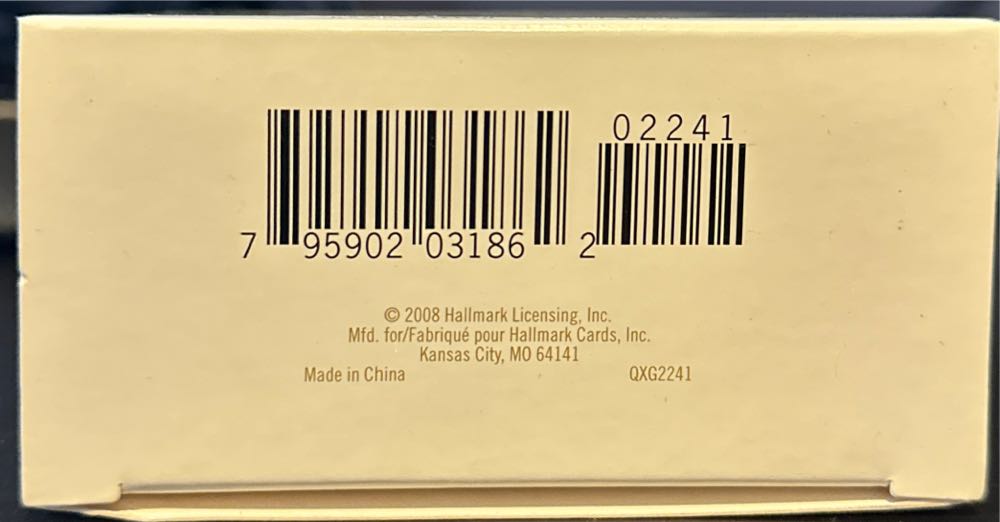 02241
7 95902 03186 2
© 2008 Hallmark Licensing, Inc.
Mfd. for/Fabriqué pour Hallmark Cards, Inc.
Kansas City, MO 64141
Made in China QXG2241